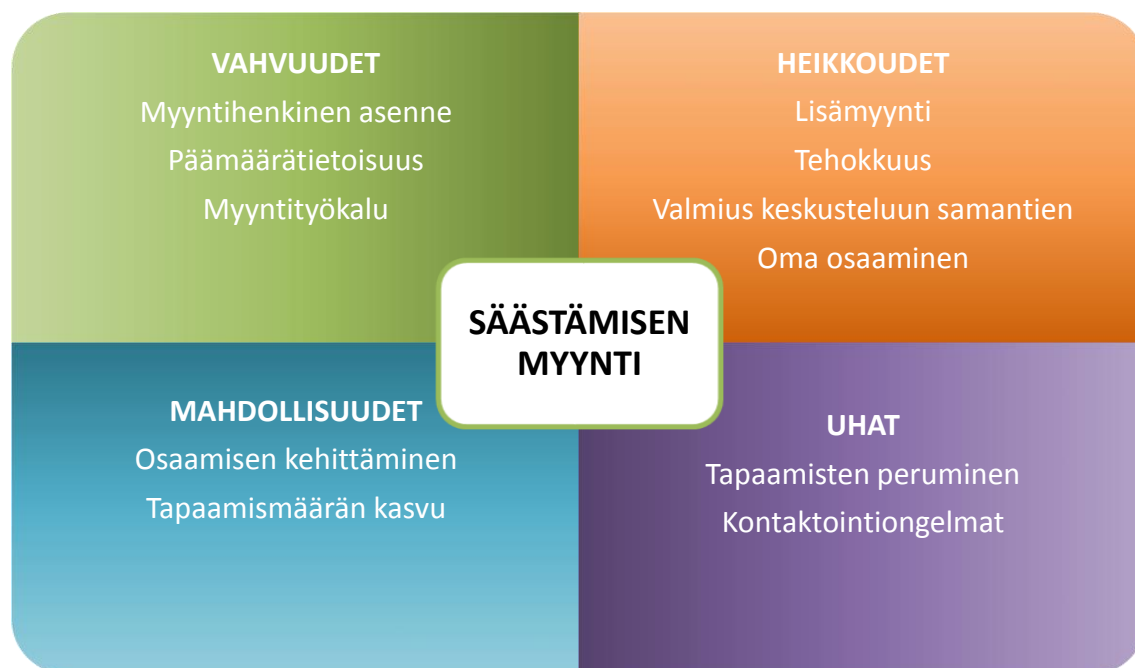 VAHVUUDET
Myyntihenkinen asenne
Päämäärätietoisuus
Myyntityökalu
HEIKKOUDET
Lisämyynti
Tehokkuus
Valmius keskusteluun samantien
Oma osaaminen
SÄÄSTÄMISEN
MYYNTI
MAHDOLLISUUDET
Osaamisen kehittäminen
Tapaamismäärän kasvu
UHAT
Tapaamisten peruminen
Kontaktointiongelmat